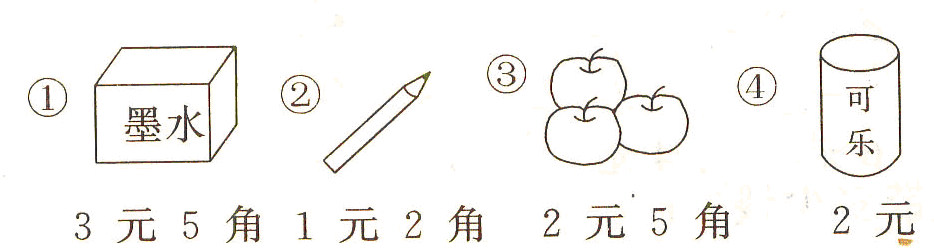 ① 墨水 ② ③ ④ 可乐
3 元 5 角 1 元 2 角 2 元 5 角 2 元